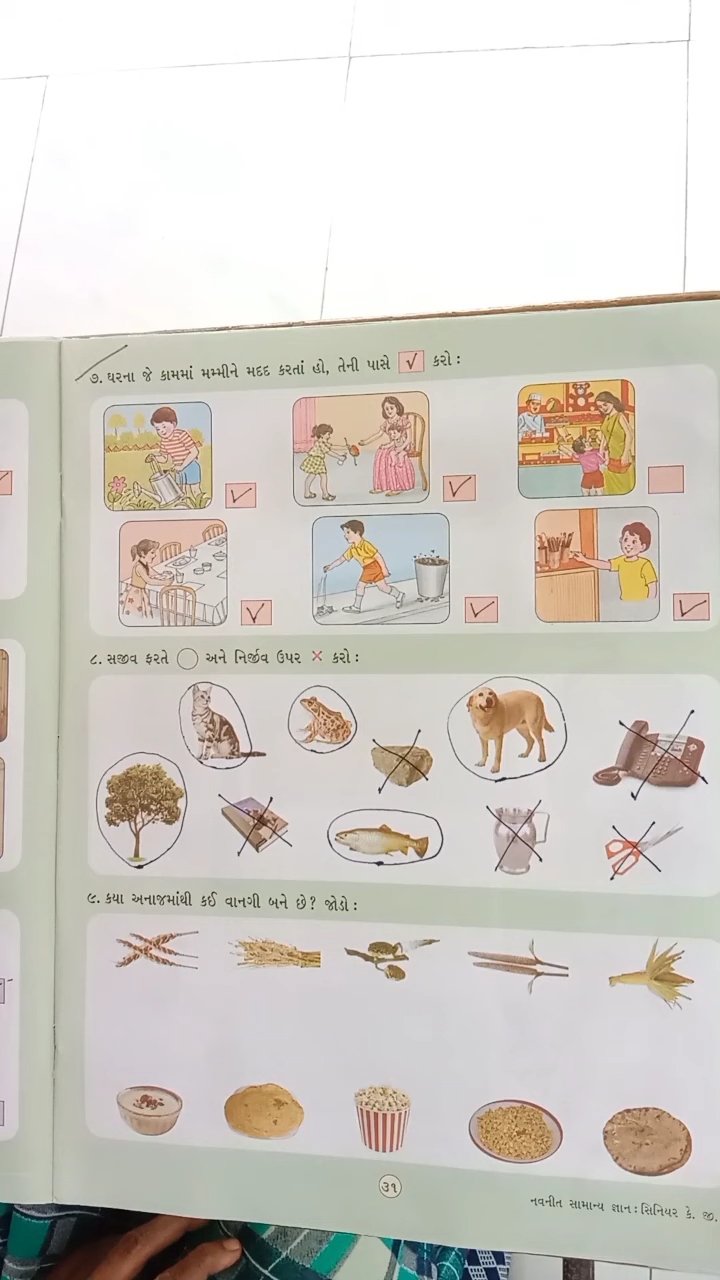 ૭. ઘરના જે કામમાં મમ્મીને મદદ કરતાં હો, તેની પાસે ✓ કરો :
૮. સજીવ ફરતે ○ અને નિર્જીવ ઉપર × કરો :
૯. કયા અનાજમાંથી કઈ વાનગી બને છે? જોડો :
૩૧
નવનીત સામાન્ય જ્ઞાન : સિનિયર કે. જી.